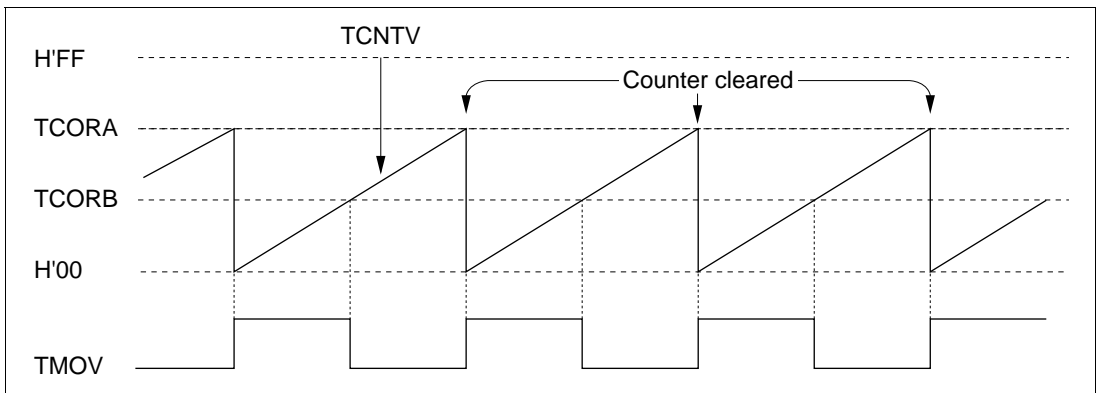 TCNTV
H'FF
Counter cleared
TCORA
TCORB
H'00
TMOV